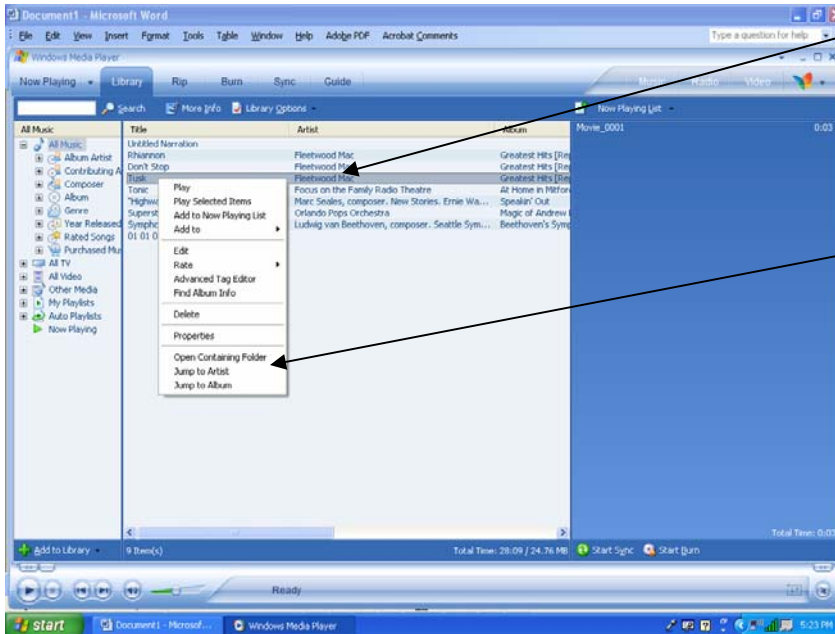 Document1 - Microsoft Word
File Edit View Insert Format Tools Table Window Help Adobe PDF Acrobat Comments
Type a question for help
Windows Media Player
Now Playing Library Rip Burn Sync Guide Music Radio Video
Search More Info Library Options Now Playing List
All Music
Title Artist Album
Movie_0001 0:03
All Music
Album Artist
Contributing A
Composer
Album
Genre
Year Released
Rated Songs
Purchased Mu
All TV
All Video
Other Media
My Playlists
Auto Playlists
Now Playing
Untitled Narration
Rhiannon Fleetwood Mac Greatest Hits [Re
Don't Stop Fleetwood Mac Greatest Hits [Re
Tusk Fleetwood Mac Greatest Hits [Re
Tonic Focus on the Family Radio Theatre At Home in Mitfor
"Highwa Marc Seales, composer. New Stories. Ernie Wa... Speakin' Out
Superst Orlando Pops Orchestra Magic of Andrew
Sympho Ludwig van Beethoven, composer. Seattle Sym... Beethoven's Symp
01 01 0
Play
Play Selected Items
Add to Now Playing List
Add to
Edit
Rate
Advanced Tag Editor
Find Album Info
Delete
Properties
Open Containing Folder
Jump to Artist
Jump to Album
Total Time: 0:03
Add to Library 9 Item(s) Total Time: 28:09 / 24.76 MB Start Sync Start Burn
Ready
start Document1 - Microsof... Windows Media Player 5:23 PM